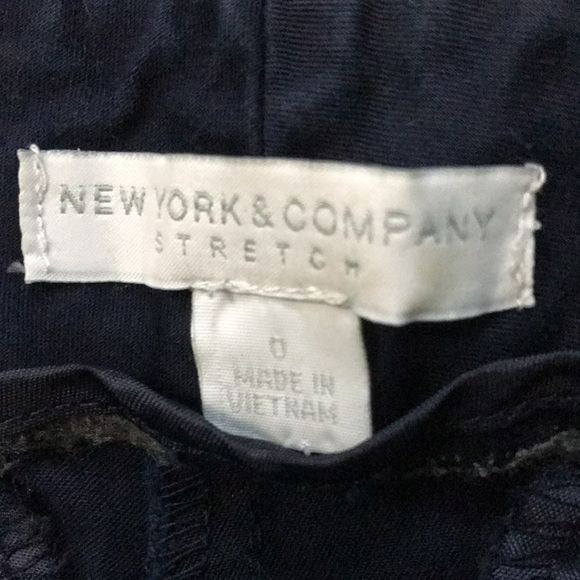 NEW YORK & COMPANY
STRETCH
0
MADE IN
VIETNAM